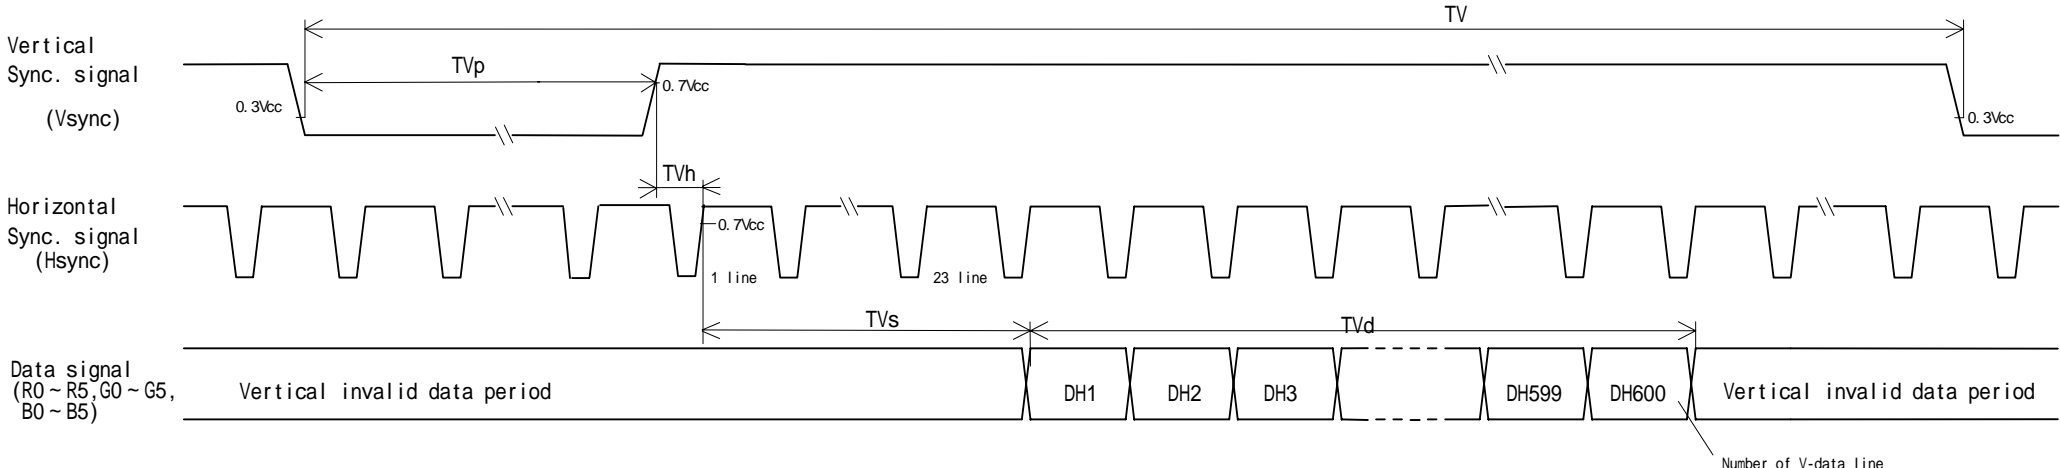 TV
Vertical
Sync. signal
(Vsync)
TVp
0.3Vcc
0.7Vcc
0.3Vcc
TVh
Horizontal
Sync. signal
(Hsync)
0.7Vcc
1 line
23 line
TVs
TVd
Data signal
(R0~R5,G0~G5,
B0~B5)
Vertical invalid data period
DH1
DH2
DH3
DH599
DH600
Vertical invalid data period
Number of V-data line